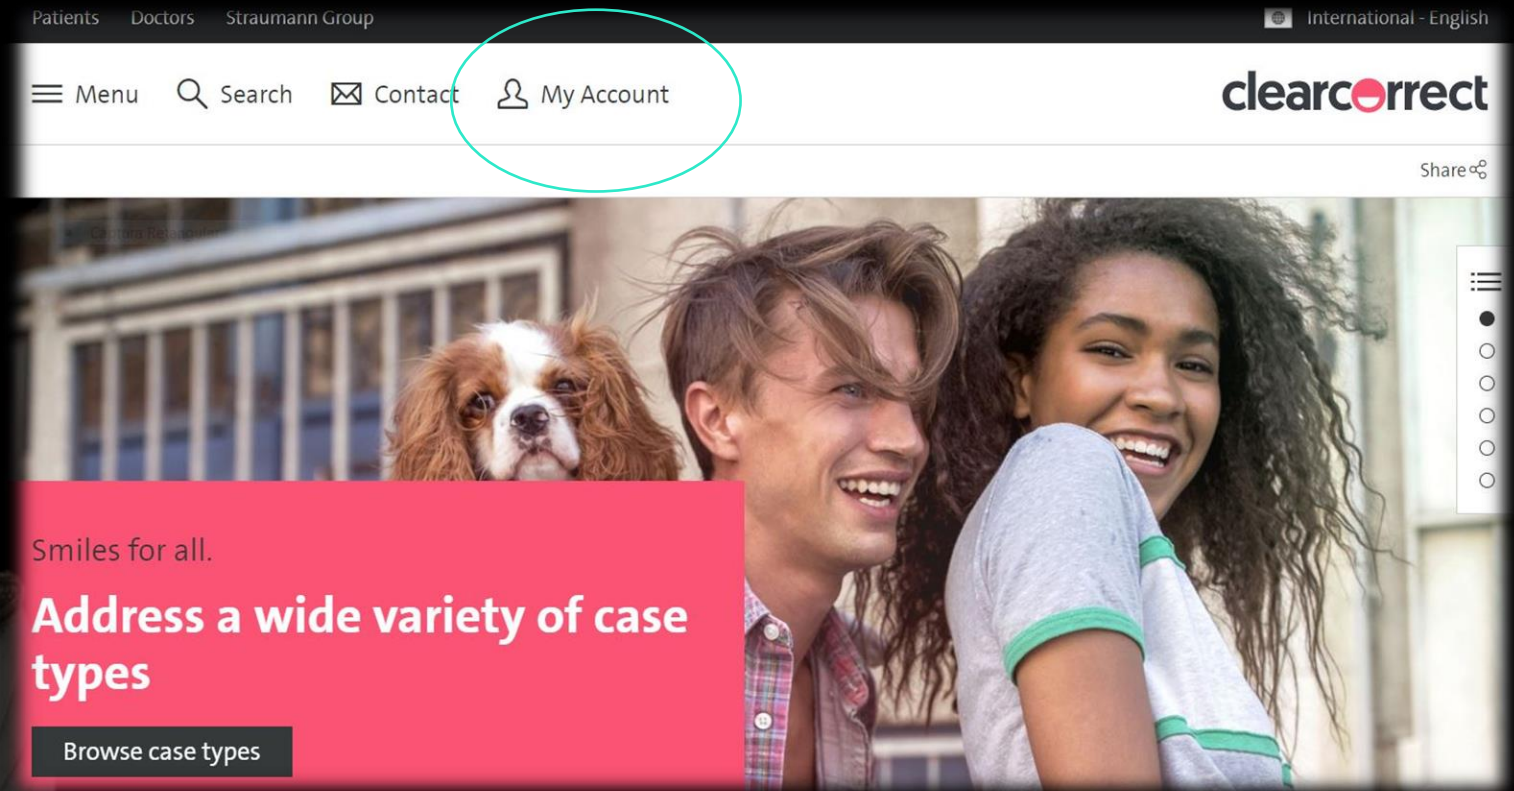 Patients Doctors Straumann Group International - English
Menu Search Contact My Account clearcorrect
Share
Smiles for all.
Address a wide variety of case
types
Browse case types